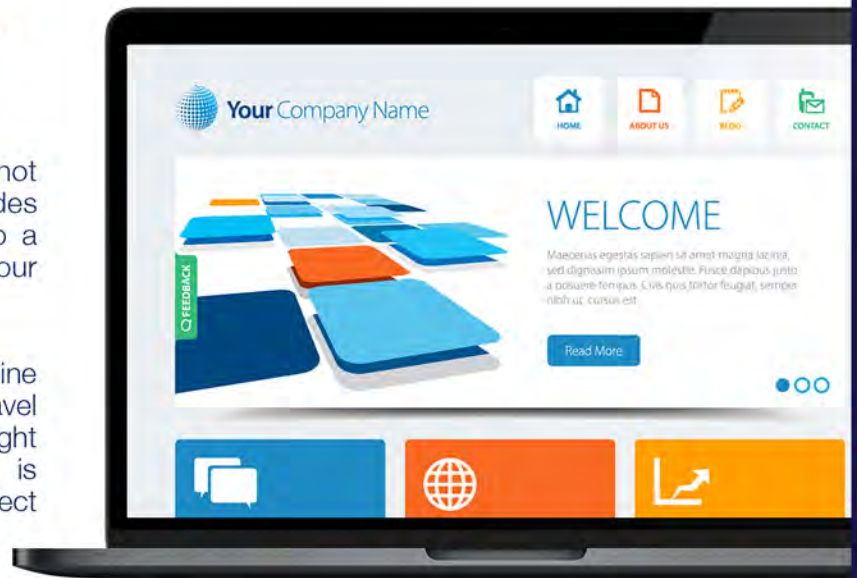 not
des
o a
our
ine
avel
ght
is
ect
Your Company Name
HOME
ABOUT US
BLOG
CONTACT
FEEDBACK
WELCOME
Maecenas egestas sapien sit amet magna lacinia,
sed dignissim ipsum molestie. Fusce dapibus justo
a posuere tempus. Civis quis tortor feugiat, semper
nibh ut, cursus est.
Read More